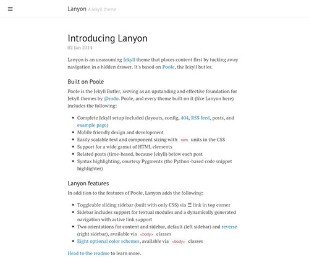 Lanyon A Jekyll theme
Introducing Lanyon
02 Jan 2014
Lanyon is an unassuming Jekyll theme that places content first by tucking away
navigation in a hidden drawer. It's based on Poole, the Jekyll butler.
Built on Poole
Poole is the Jekyll Butler, serving as an upstanding and effective foundation for
Jekyll themes by @mdo. Poole, and every theme built on it (like Lanyon here)
includes the following:
• Complete Jekyll setup included (layouts, config, 404, RSS feed, posts, and
example page)
• Mobile friendly design and development
• Easily scalable text and component sizing with rem units in the CSS
• Support for a wide gamut of HTML elements
• Related posts (time-based, because Jekyll) below each post
• Syntax highlighting, courtesy Pygments (the Python-based code snippet
highlighter)
Lanyon features
In addition to the features of Poole, Lanyon adds the following:
• Toggleable sliding sidebar (built with only CSS) via ☰ link in top corner
• Sidebar includes support for textual modules and a dynamically generated
navigation with active link support
• Two orientations for content and sidebar, default (left sidebar) and reverse
(right sidebar), available via <body> classes
• Eight optional color schemes, available via <body> classes
Head to the readme to learn more.